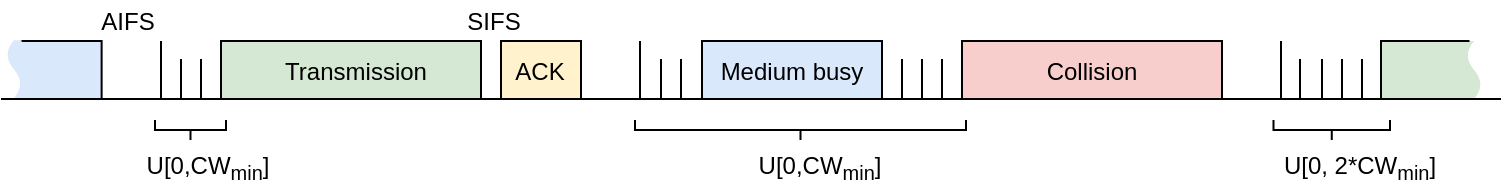 AIFS SIFS
Transmission ACK Medium busy Collision
U[0,CWmin] U[0,CWmin] U[0, 2*CWmin]